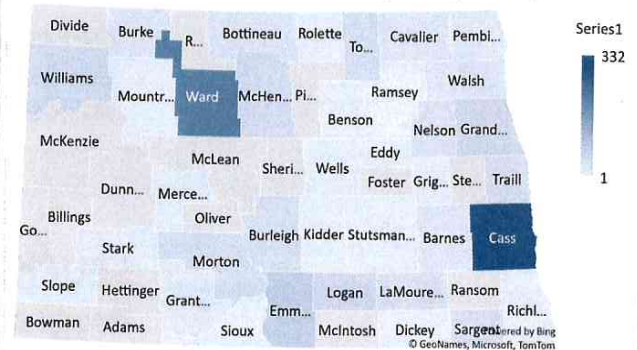 Divide Burke R... Bottineau Rolette To... Cavalier Pembi...
Williams Mountr... Ward McHen... Pi... Ramsey Walsh
Benson Nelson Grand...
McKenzie McLean Sheri... Wells Eddy
Dunn... Merce... Foster Grig... Ste... Traill
Go... Billings Oliver Burleigh Kidder Stutsman... Barnes Cass
Stark Morton
Slope Hettinger Grant... Emm... Logan LaMoure... Ransom Richl...
Bowman Adams Sioux McIntosh Dickey Sargent
Powered by Bing
© GeoNames, Microsoft, TomTom
Series1
332
1